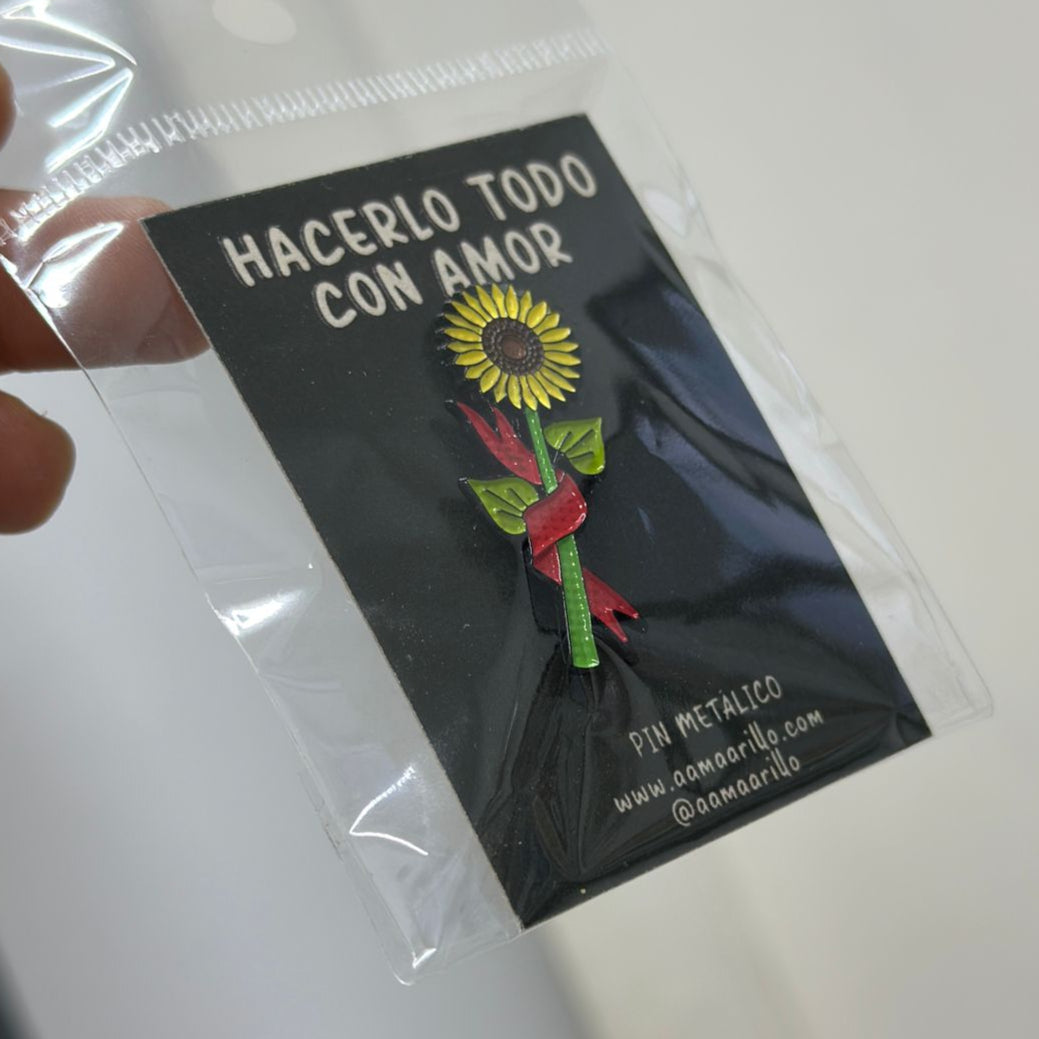 HACERLO TODO
CON AMOR
PIN METÁLICO
www.aamaarillo.com
@aamaarillo